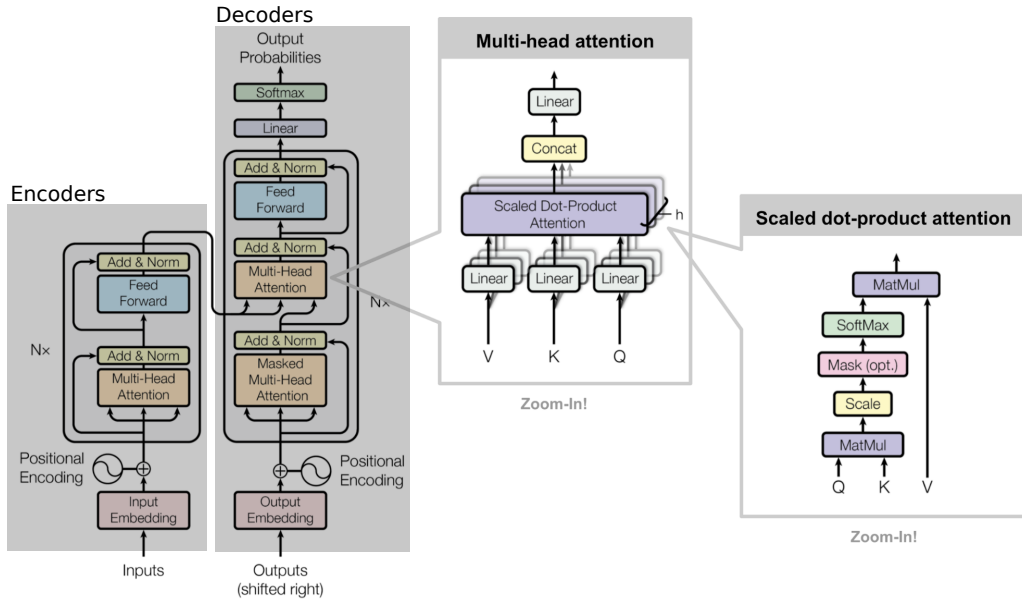 Decoders
Output
Probabilities
Softmax
Linear
Add & Norm
Feed
Forward
Add & Norm
Multi-Head
Attention
Nx
Add & Norm
Masked
Multi-Head
Attention
Positional
Encoding
Output
Embedding
Outputs
(shifted right)
Encoders
Add & Norm
Feed
Forward
Nx
Add & Norm
Multi-Head
Attention
Positional
Encoding
Input
Embedding
Inputs
Multi-head attention
Linear
Concat
Scaled Dot-Product
Attention
h
Linear Linear Linear
V K Q
Zoom-In!
Scaled dot-product attention
MatMul
SoftMax
Mask (opt.)
Scale
MatMul
Q K V
Zoom-In!